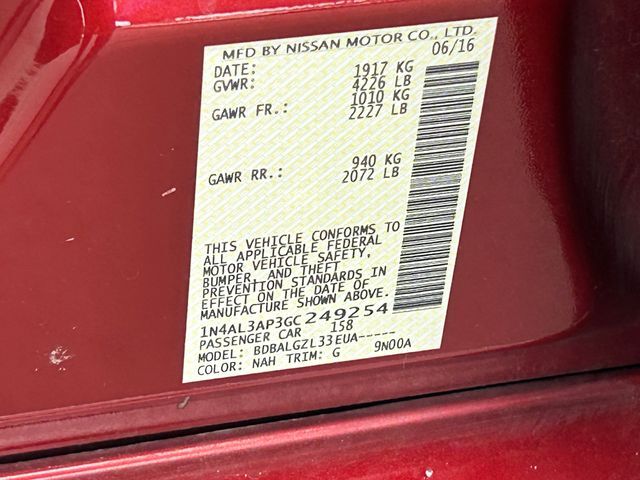 MFD BY NISSAN MOTOR CO., LTD.
DATE: 06/16
GVWR: 1917 KG
4226 LB
GAWR FR.: 1010 KG
2227 LB
GAWR RR.: 940 KG
2072 LB
THIS VEHICLE CONFORMS TO
ALL APPLICABLE FEDERAL
MOTOR VEHICLE SAFETY,
BUMPER, AND THEFT
PREVENTION STANDARDS IN
EFFECT ON THE DATE OF
MANUFACTURE SHOWN ABOVE.
1N4AL3AP3GC249254
PASSENGER CAR 158
MODEL: BDBALGZL33EUA-----
COLOR: NAH TRIM: G 9N00A